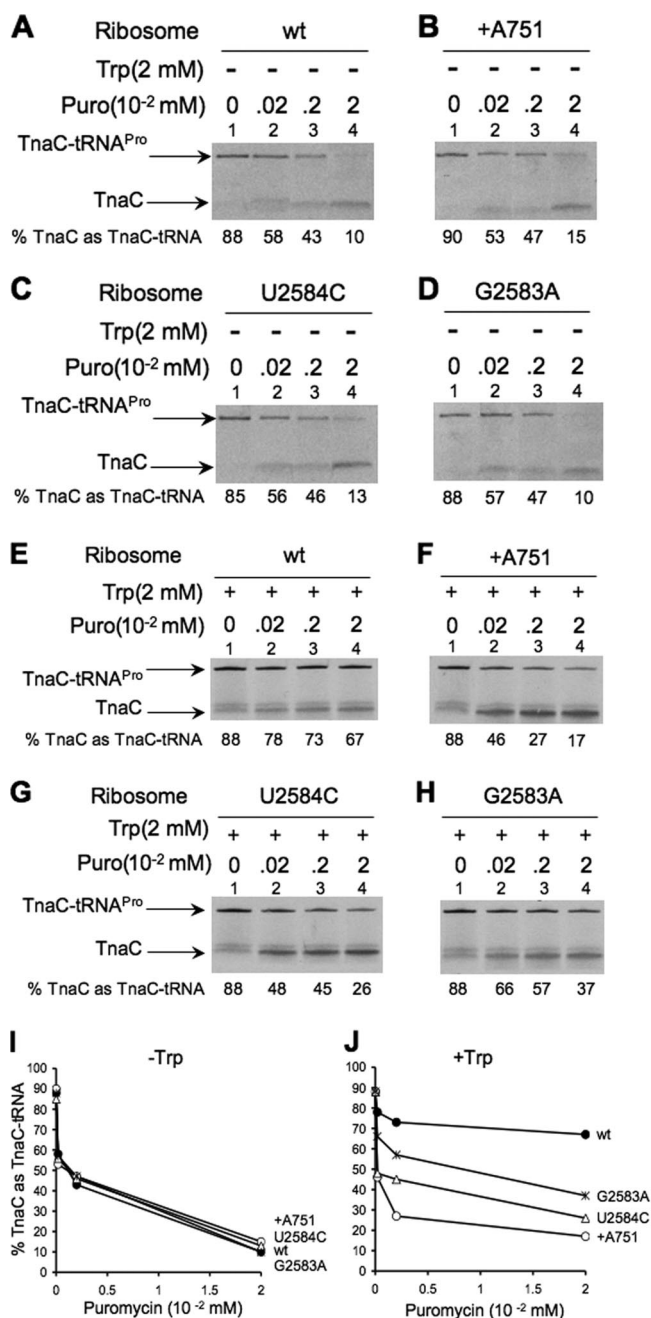 A Ribosome wt B +A751
Trp(2 mM) - - - - - - - -
Puro(10-2 mM) 0 .02 .2 2 0 .02 .2 2
1 2 3 4 1 2 3 4
TnaC-tRNAPro
TnaC
% TnaC as TnaC-tRNA 88 58 43 10 90 53 47 15
C Ribosome U2584C D G2583A
Trp(2 mM) - - - - - - - -
Puro(10-2 mM) 0 .02 .2 2 0 .02 .2 2
1 2 3 4 1 2 3 4
TnaC-tRNAPro
TnaC
% TnaC as TnaC-tRNA 85 56 46 13 88 57 47 10
E Ribosome wt F +A751
Trp(2 mM) + + + + + + + +
Puro(10-2 mM) 0 .02 .2 2 0 .02 .2 2
1 2 3 4 1 2 3 4
TnaC-tRNAPro
TnaC
% TnaC as TnaC-tRNA 88 78 73 67 88 46 27 17
G Ribosome U2584C H G2583A
Trp(2 mM) + + + + + + + +
Puro(10-2 mM) 0 .02 .2 2 0 .02 .2 2
1 2 3 4 1 2 3 4
TnaC-tRNAPro
TnaC
% TnaC as TnaC-tRNA 88 48 45 26 88 66 57 37
I -Trp
% TnaC as TnaC-tRNA
100
90
80
70
60
50
40
30
20
10
0
+A751
U2584C
wt
G2583A
0 0.5 1 1.5 2
Puromycin (10-2 mM)
J +Trp
100
90
80
70
60
50
40
30
20
10
0
wt
G2583A
U2584C
+A751
0 0.5 1 1.5 2
Puromycin (10-2 mM)